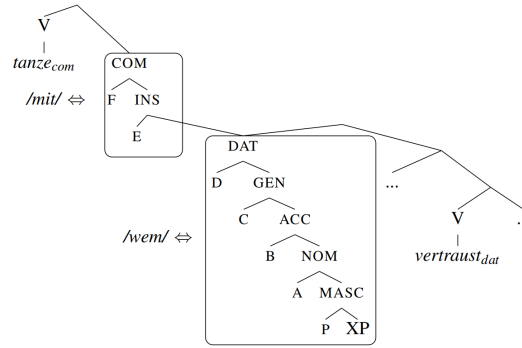 V
tanze_com
COM
/mit/ ⇔ F INS
E
DAT
D GEN
...
C ACC
V
.
/wem/ ⇔
B NOM
vertraust_dat
A MASC
P XP